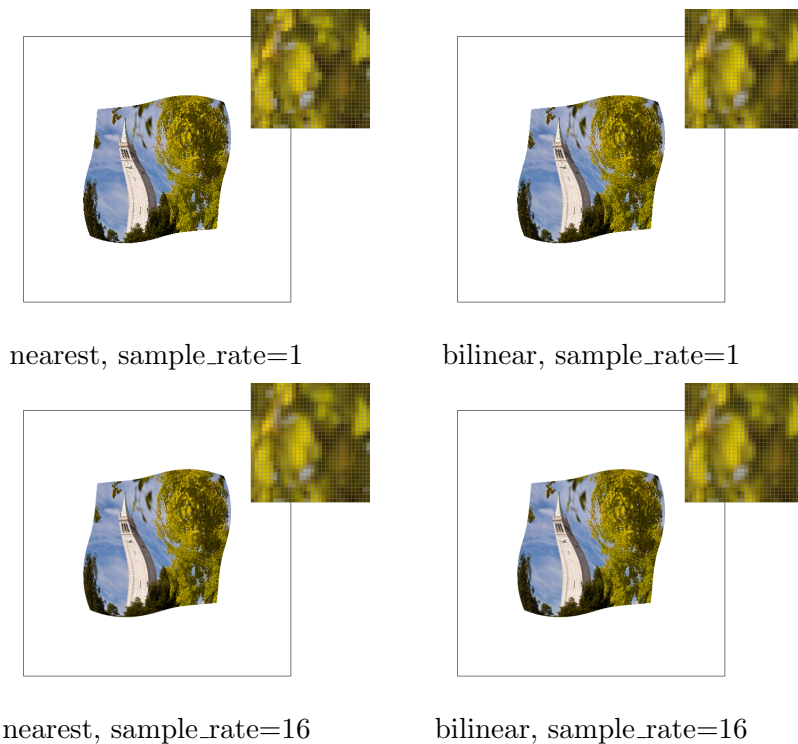 nearest, sample_rate=1
bilinear, sample_rate=1
nearest, sample_rate=16
bilinear, sample_rate=16